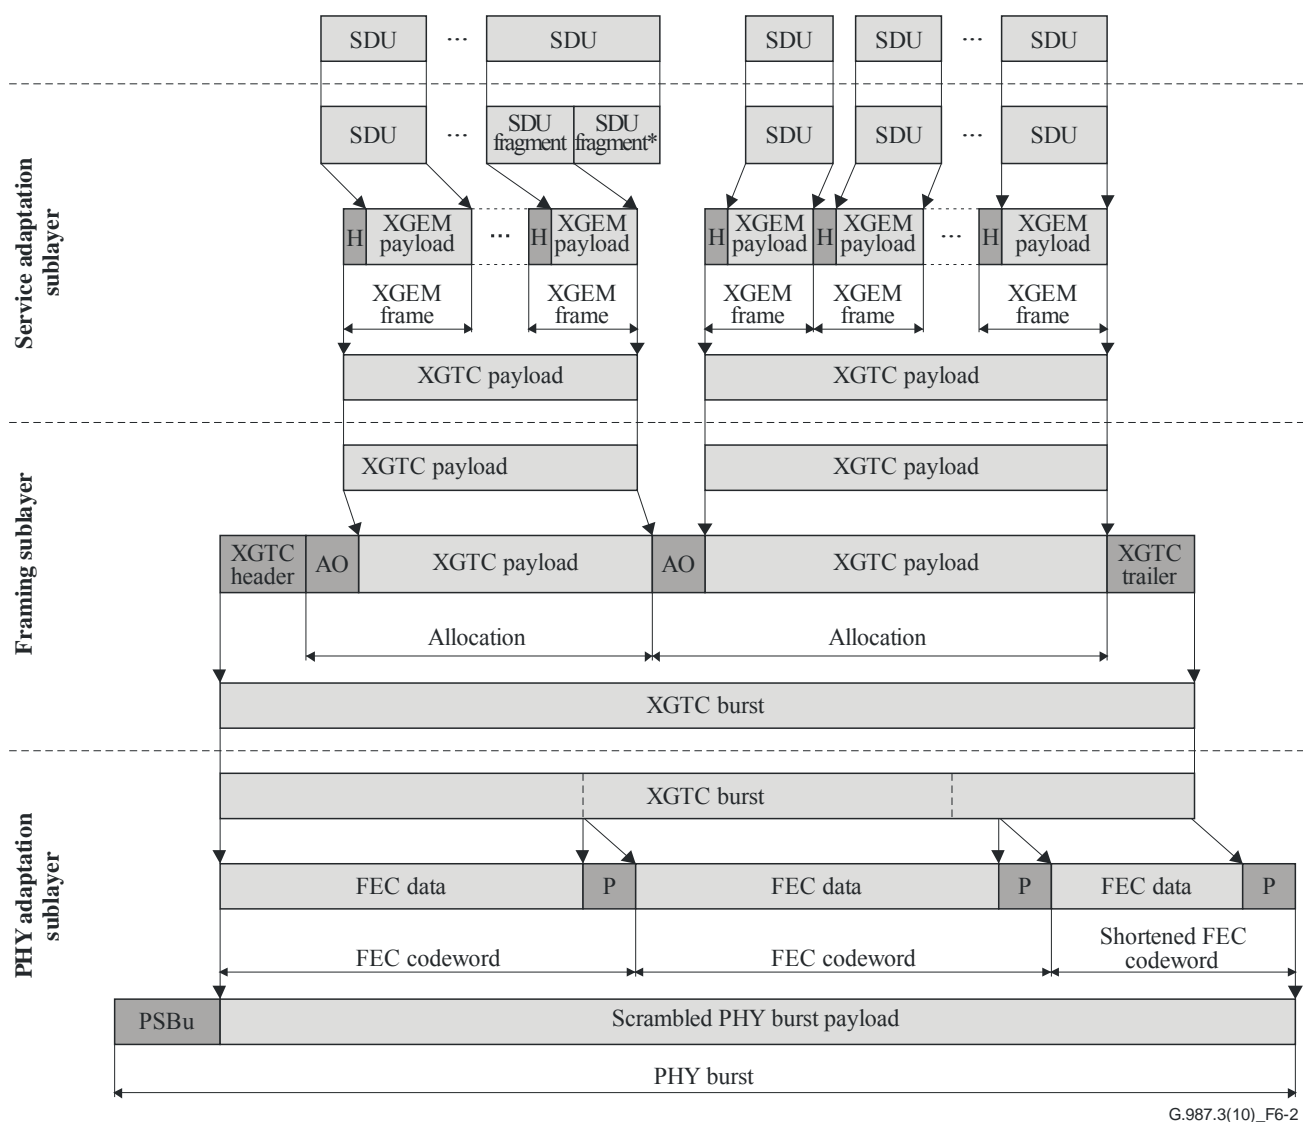 SDU ... SDU SDU SDU ... SDU
SDU ... SDU fragment SDU fragment* SDU SDU ... SDU
Service adaptation sublayer
H XGEM payload ... H XGEM payload H XGEM payload H XGEM payload ... H XGEM payload
XGEM frame XGEM frame XGEM frame XGEM frame XGEM frame
XGTC payload XGTC payload
Framing sublayer
XGTC payload XGTC payload
XGTC header AO XGTC payload AO XGTC payload XGTC trailer
Allocation Allocation
XGTC burst
PHY adaptation sublayer
XGTC burst
FEC data P FEC data P FEC data P
FEC codeword FEC codeword Shortened FEC codeword
PSBu Scrambled PHY burst payload
PHY burst
G.987.3(10)_F6-2